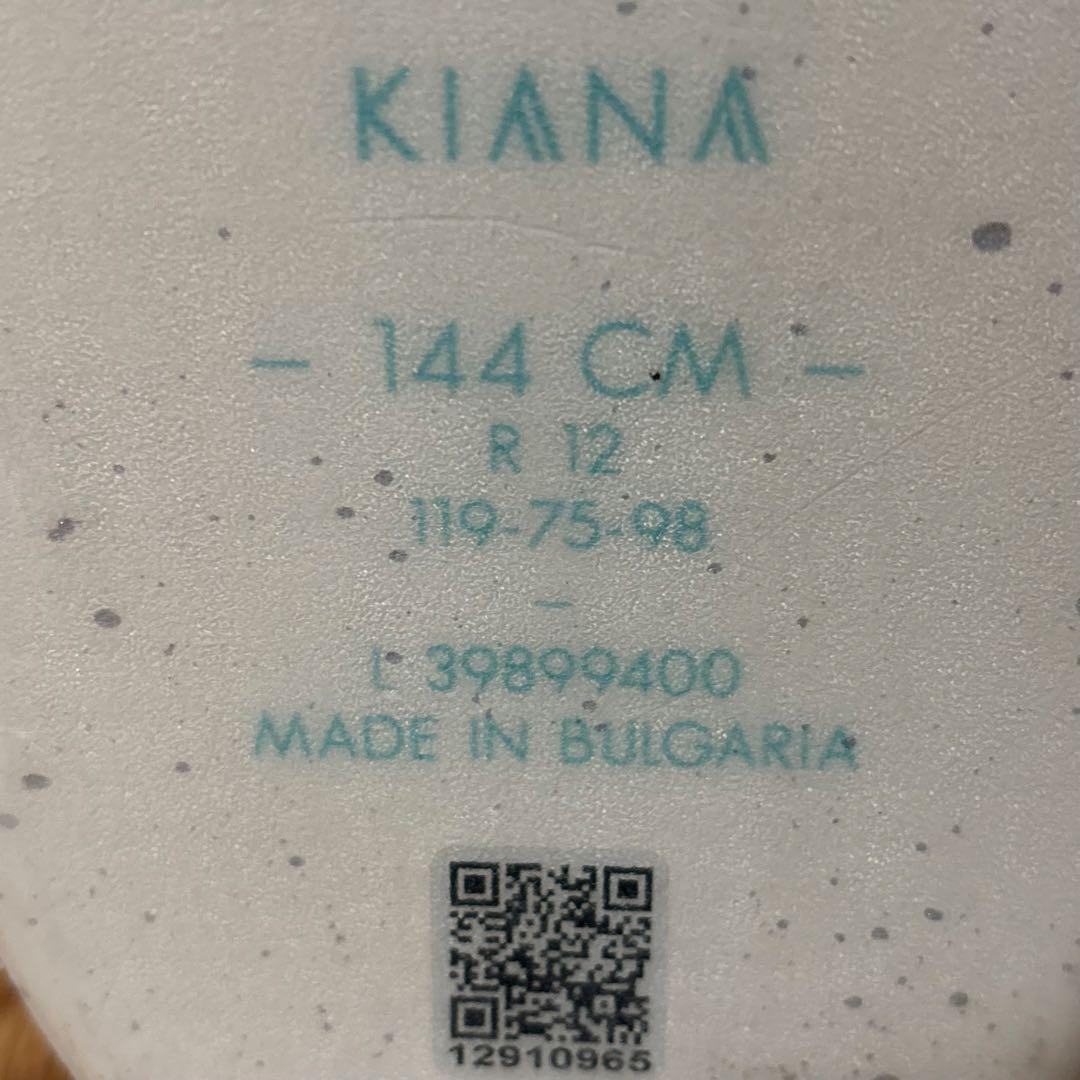 KIANA
- 144 CM -
R 12
119-75-98
-
L 39899400
MADE IN BULGARIA
12910965